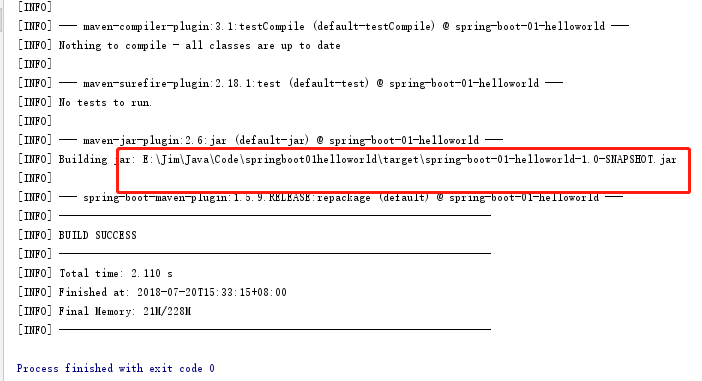 [INFO]
[INFO] --- maven-compiler-plugin:3.1:testCompile (default-testCompile) @ spring-boot-01-helloworld ---
[INFO] Nothing to compile - all classes are up to date
[INFO]
[INFO] --- maven-surefire-plugin:2.18.1:test (default-test) @ spring-boot-01-helloworld ---
[INFO] No tests to run.
[INFO]
[INFO] --- maven-jar-plugin:2.6:jar (default-jar) @ spring-boot-01-helloworld ---
[INFO] Building jar: E:\Jim\Java\Code\springboot01helloworld\target\spring-boot-01-helloworld-1.0-SNAPSHOT.jar
[INFO]
[INFO] --- spring-boot-maven-plugin:1.5.9.RELEASE:repackage (default) @ spring-boot-01-helloworld ---
[INFO] ------------------------------------------------------------------------
[INFO] BUILD SUCCESS
[INFO] ------------------------------------------------------------------------
[INFO] Total time: 2.110 s
[INFO] Finished at: 2018-07-20T15:33:15+08:00
[INFO] Final Memory: 21M/228M
[INFO] ------------------------------------------------------------------------
Process finished with exit code 0